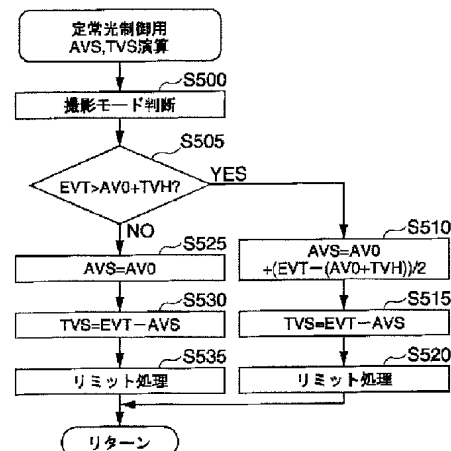 定常光制御用
AVS,TVS演算
S500
撮影モード判断
S505
EVT>AV0+TVH?
YES
NO
S525
AVS=AV0
S530
TVS=EVT－AVS
S535
リミット処理
S510
AVS=AV0
+(EVT－(AV0+TVH))/2
S515
TVS=EVT－AVS
S520
リミット処理
リターン